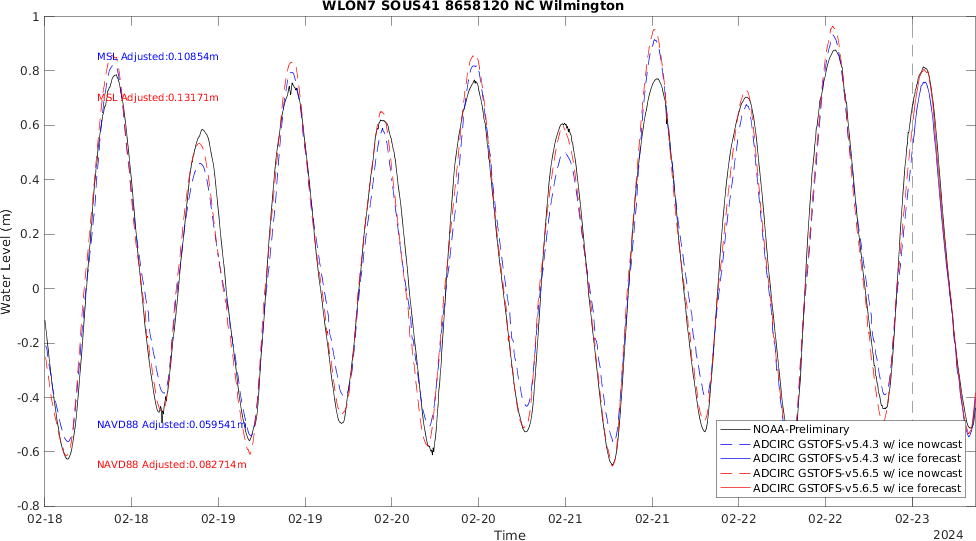 WLON7 SOUS41 8658120 NC Wilmington
1
0.8
0.6
0.4
0.2
0
-0.2
-0.4
-0.6
-0.8
Water Level (m)
MSL Adjusted:0.10854m
MSL Adjusted:0.13171m
NAVD88 Adjusted:0.059541m
NAVD88 Adjusted:0.082714m
NOAA-Preliminary
ADCIRC GSTOFS-v5.4.3 w/ ice nowcast
ADCIRC GSTOFS-v5.4.3 w/ ice forecast
ADCIRC GSTOFS-v5.6.5 w/ ice nowcast
ADCIRC GSTOFS-v5.6.5 w/ ice forecast
02-18 02-18 02-19 02-19 02-20 02-20 02-21 02-21 02-22 02-22 02-23
Time
2024